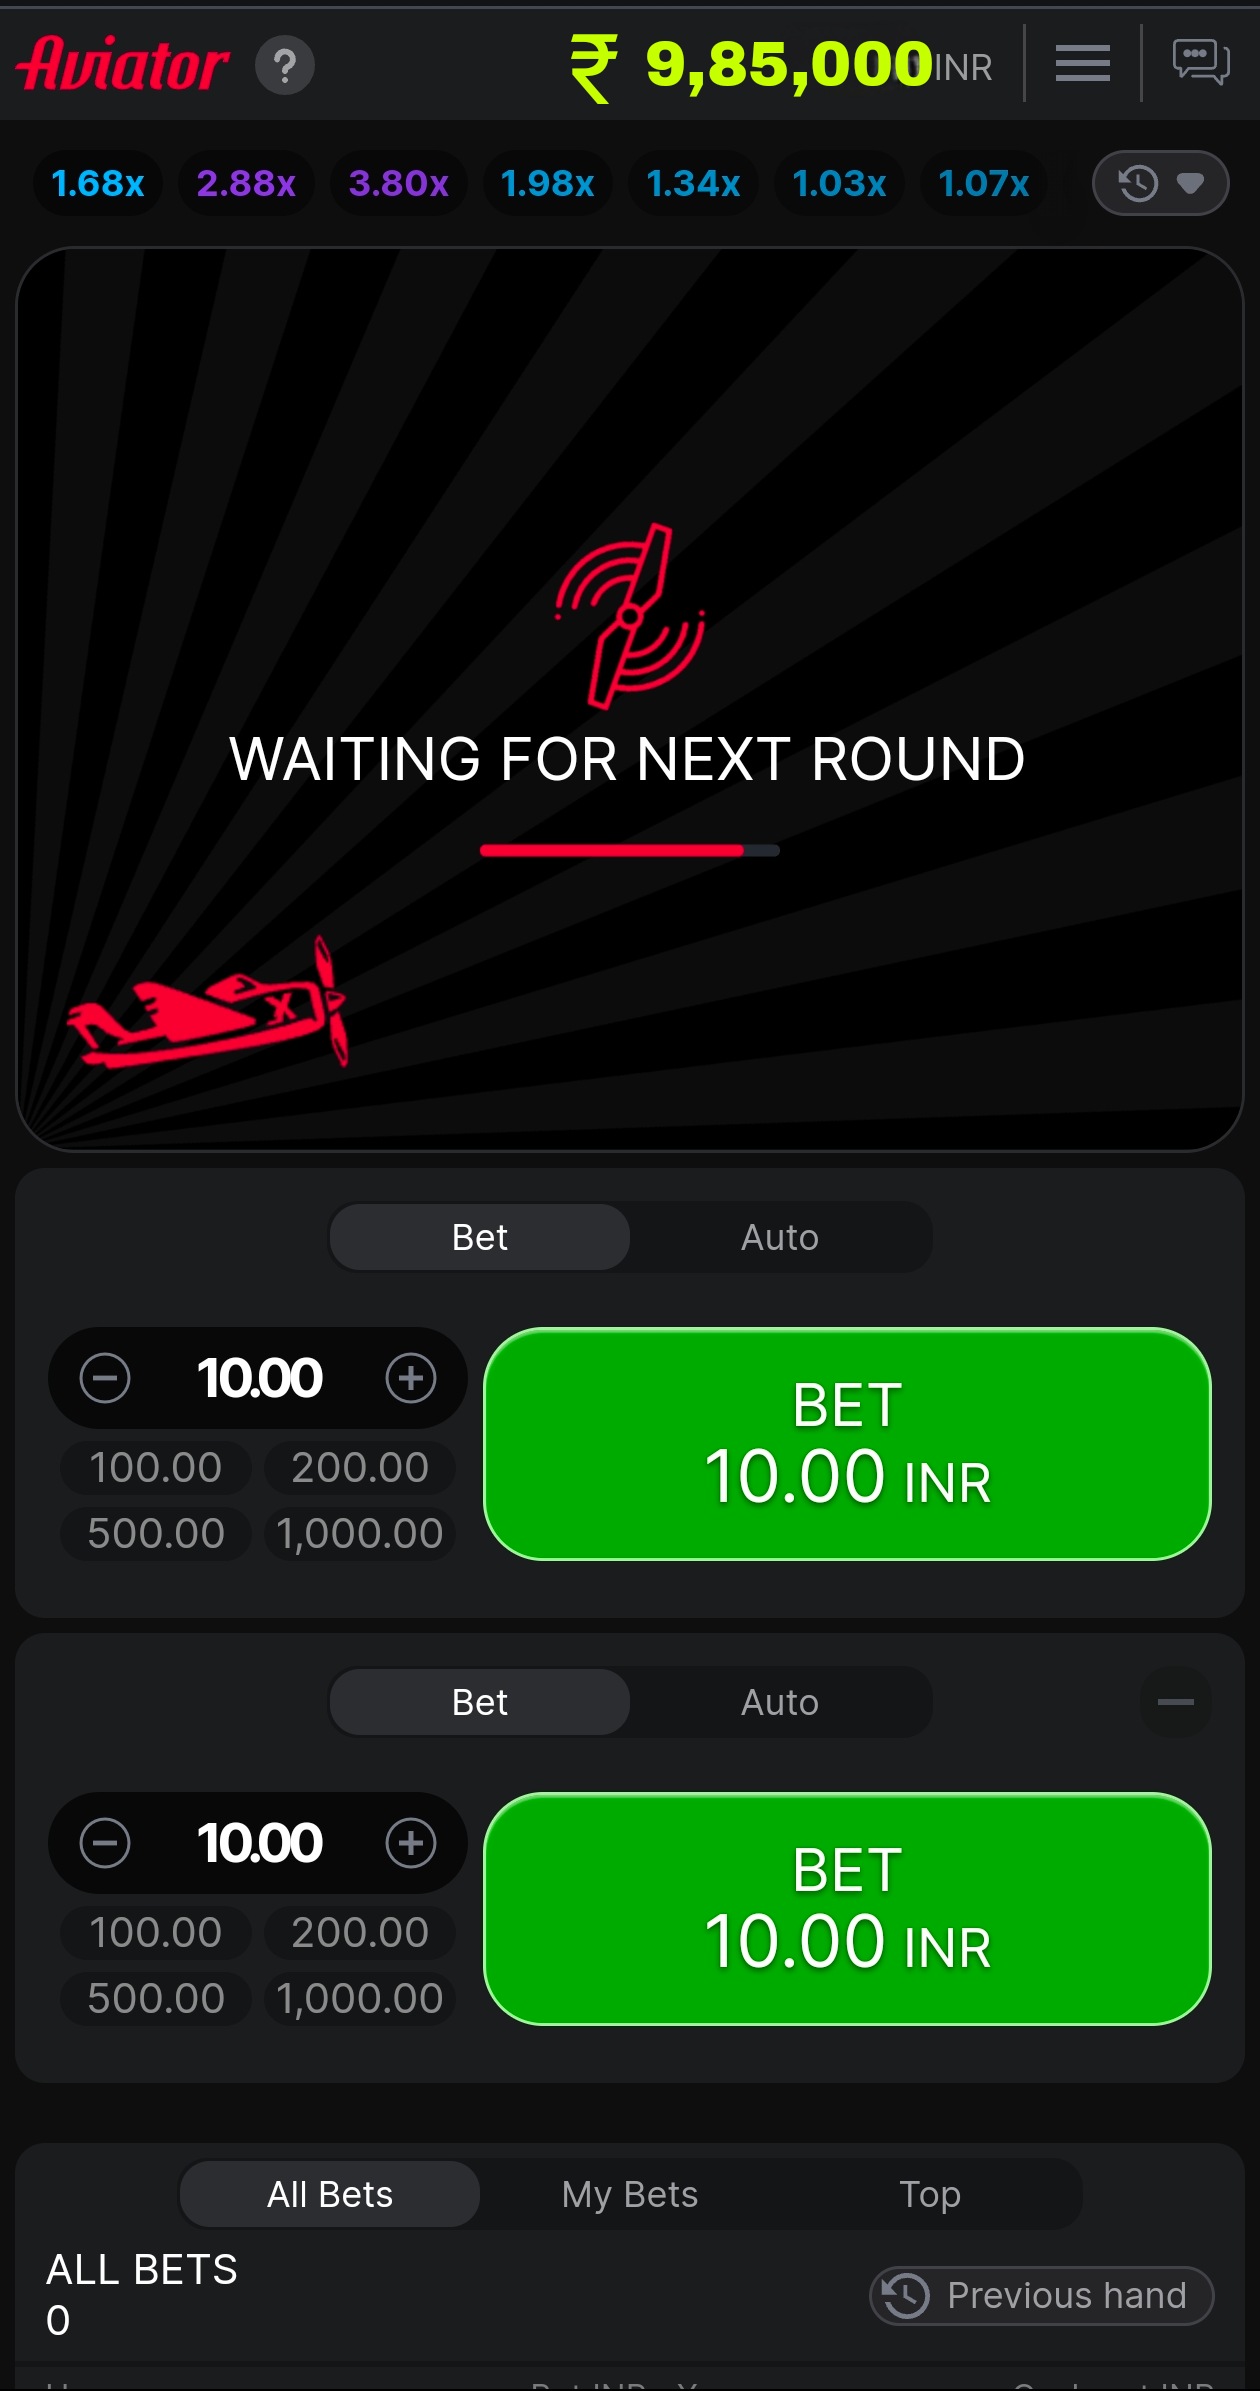 Aviator ? ₹ 9,85,000 INR
1.68x 2.88x 3.80x 1.98x 1.34x 1.03x 1.07x
WAITING FOR NEXT ROUND
X
Bet Auto
10.00
100.00 200.00
500.00 1,000.00
BET
10.00 INR
Bet Auto
10.00
100.00 200.00
500.00 1,000.00
BET
10.00 INR
All Bets My Bets Top
ALL BETS
0
Previous hand